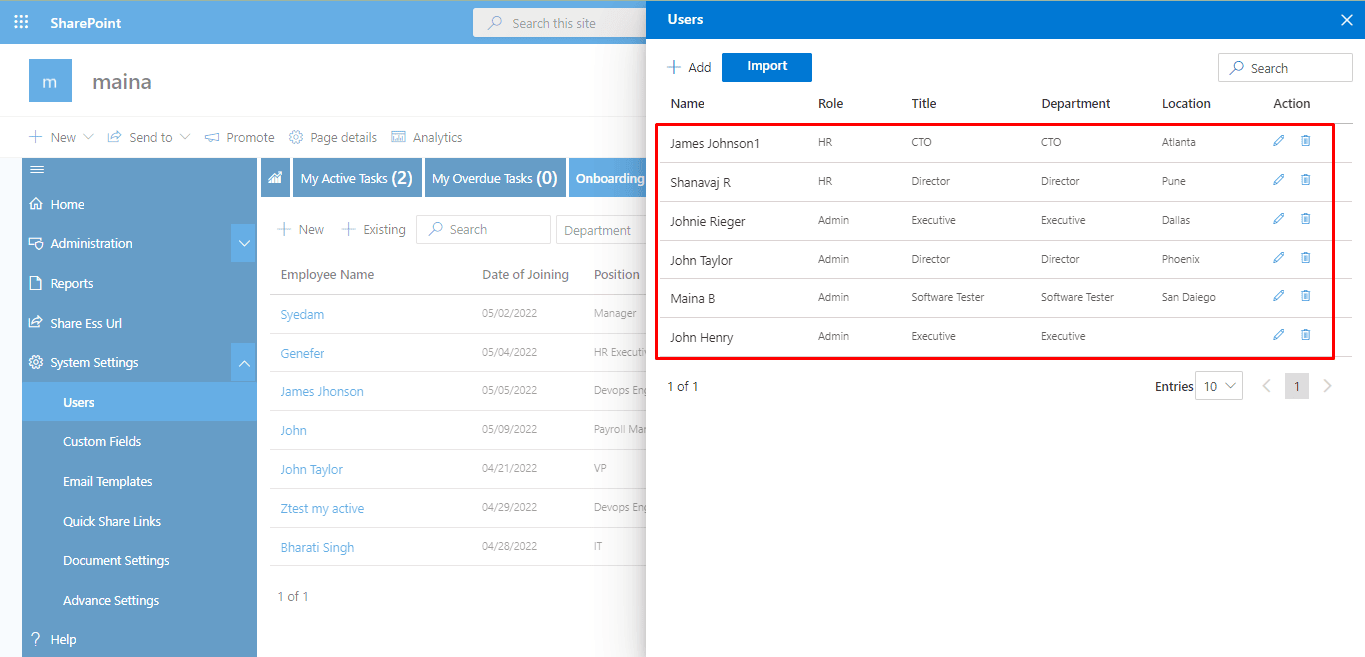 SharePoint
Search this site
Users
m
maina
Add
Import
Search
New
Send to
Promote
Page details
Analytics
Name Role Title Department Location Action
James Johnson1 HR CTO CTO Atlanta
Shanavaj R HR Director Director Pune
Johnie Rieger Admin Executive Executive Dallas
John Taylor Admin Director Director Phoenix
Maina B Admin Software Tester Software Tester San Daiego
John Henry Admin Executive Executive
1 of 1
Entries 10
1
Home
Administration
Reports
Share Ess Url
System Settings
Users
Custom Fields
Email Templates
Quick Share Links
Document Settings
Advance Settings
? Help
My Active Tasks (2)
My Overdue Tasks (0)
Onboarding
New
Existing
Search
Department
Employee Name Date of Joining Position
Syedam 05/02/2022 Manager
Genefer 05/04/2022 HR Executi
James Jhonson 05/05/2022 Devops Eng
John 05/09/2022 Payroll Mar
John Taylor 04/21/2022 VP
Ztest my active 04/29/2022 Devops Eng
Bharati Singh 04/28/2022 IT
1 of 1